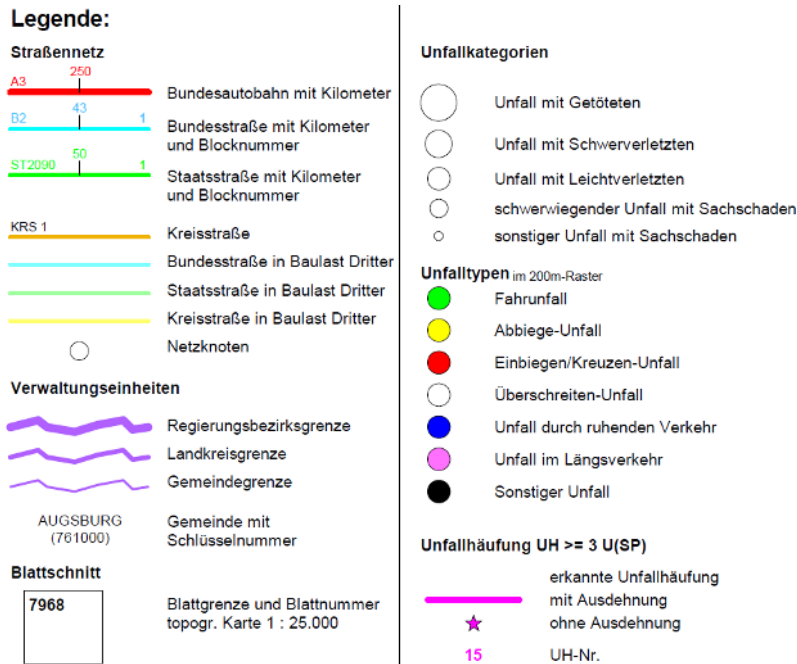 Legende:
Straßennetz
250
A3
Bundesautobahn mit Kilometer
43
B2
1
Bundesstraße mit Kilometer
und Blocknummer
50
ST2090
1
Staatsstraße mit Kilometer
und Blocknummer
KRS 1
Kreisstraße
Bundesstraße in Baulast Dritter
Staatsstraße in Baulast Dritter
Kreisstraße in Baulast Dritter
Netzknoten
Verwaltungseinheiten
Regierungsbezirksgrenze
Landkreisgrenze
Gemeindegrenze
AUGSBURG
(761000)
Gemeinde mit
Schlüsselnummer
Blattschnitt
7968
Blattgrenze und Blattnummer
topogr. Karte 1 : 25.000
Unfallkategorien
Unfall mit Getöteten
Unfall mit Schwerverletzten
Unfall mit Leichtverletzten
schwerwiegender Unfall mit Sachschaden
sonstiger Unfall mit Sachschaden
Unfalltypen im 200m-Raster
Fahrunfall
Abbiege-Unfall
Einbiegen/Kreuzen-Unfall
Überschreiten-Unfall
Unfall durch ruhenden Verkehr
Unfall im Längsverkehr
Sonstiger Unfall
Unfallhäufung UH >= 3 U(SP)
erkannte Unfallhäufung
mit Ausdehnung
ohne Ausdehnung
15
UH-Nr.